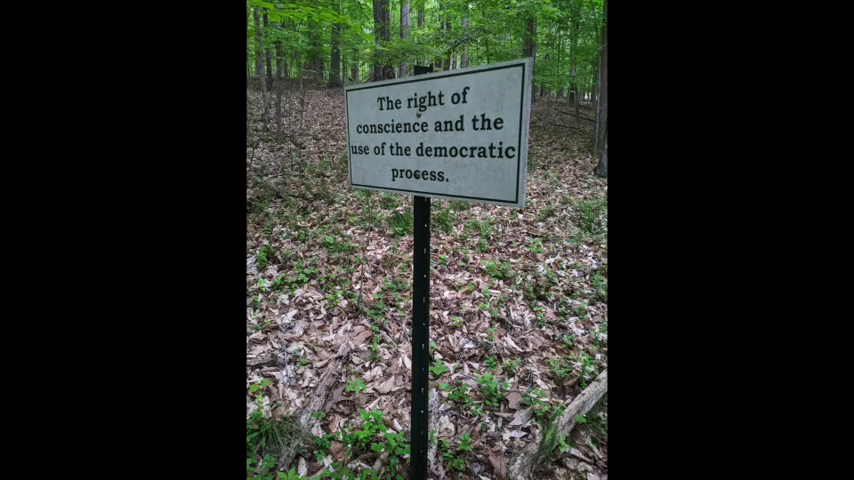 The right of
conscience and the
use of the democratic
process.